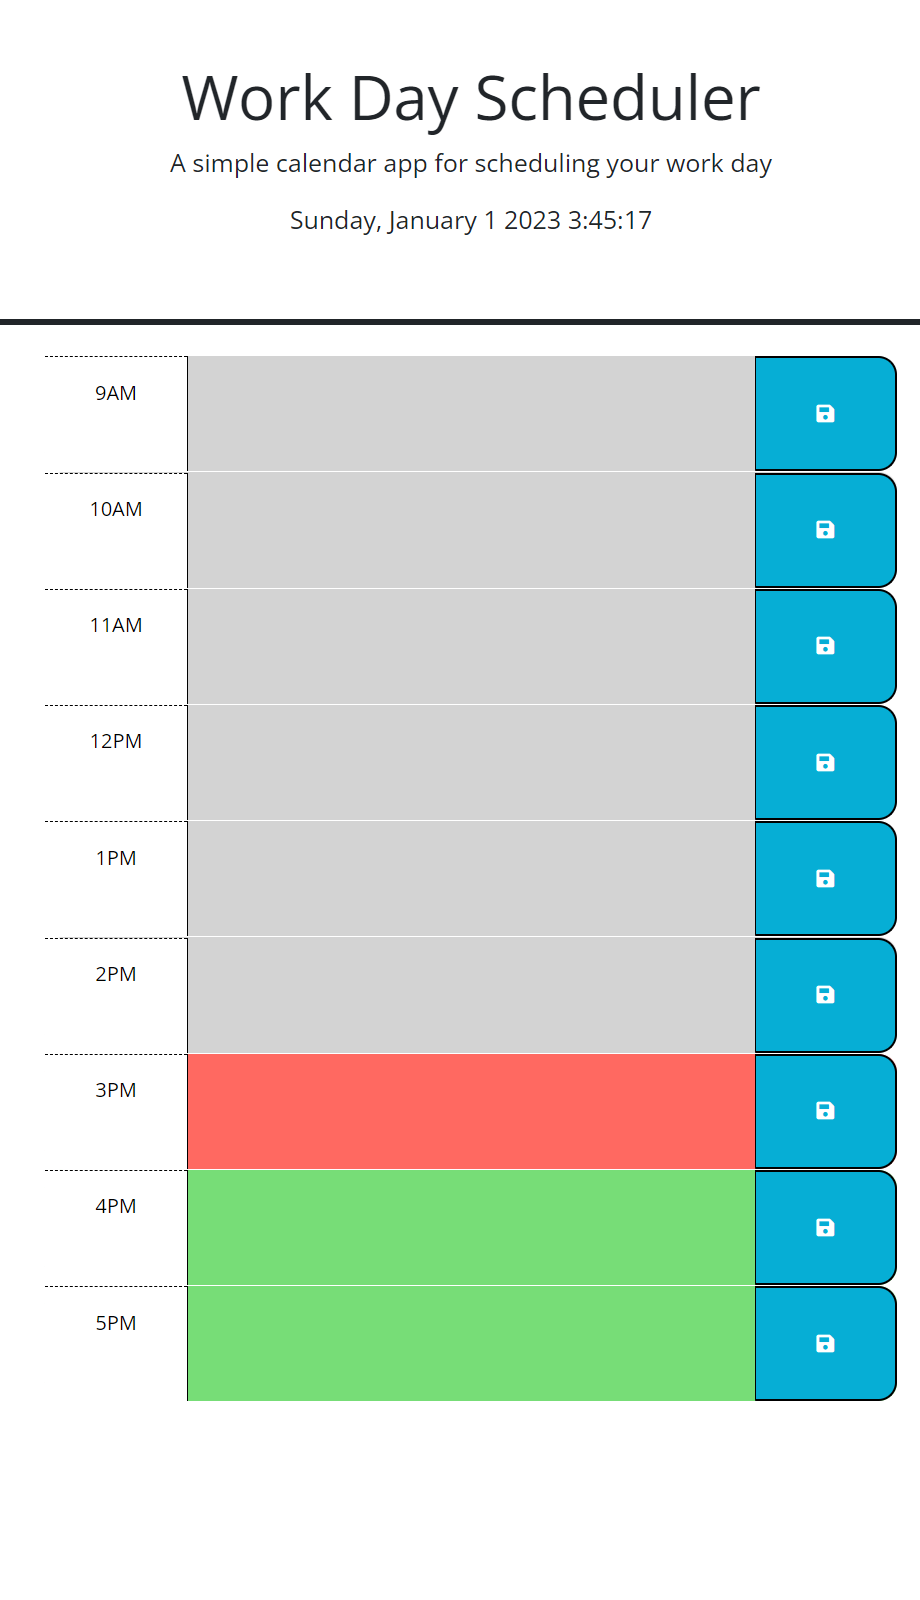 Work Day Scheduler
A simple calendar app for scheduling your work day
Sunday, January 1 2023 3:45:17
9AM
10AM
11AM
12PM
1PM
2PM
3PM
4PM
5PM